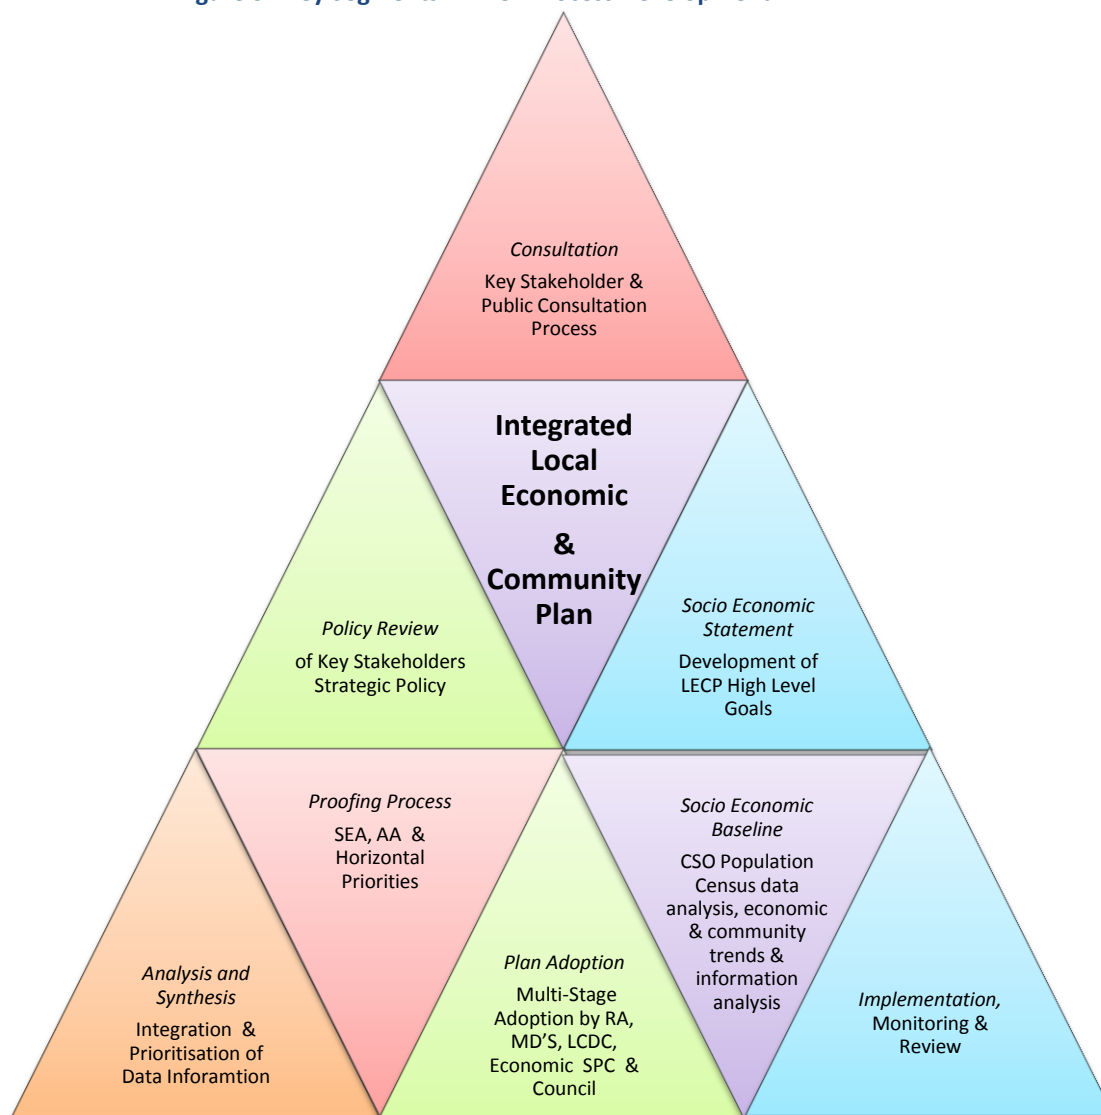 Consultation
Key Stakeholder &
Public Consultation
Process
Integrated
Local
Economic
&
Community
Plan
Policy Review
of Key Stakeholders
Strategic Policy
Socio Economic
Statement
Development of
LECP High Level
Goals
Proofing Process
SEA, AA &
Horizontal
Priorities
Socio Economic
Baseline
CSO Population
Census data
analysis, economic
& community
trends &
information
analysis
Analysis and
Synthesis
Integration &
Prioritisation of
Data Inforamtion
Plan Adoption
Multi-Stage
Adoption by RA,
MD’S, LCDC,
Economic SPC &
Council
Implementation,
Monitoring &
Review